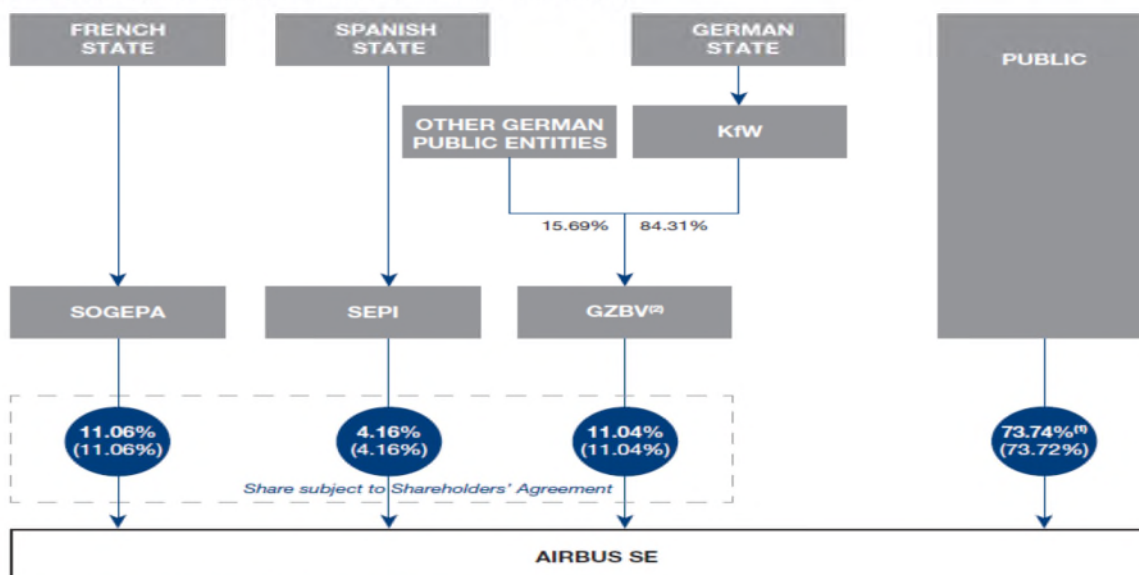 FRENCH
STATE
SPANISH
STATE
GERMAN
STATE
PUBLIC
OTHER GERMAN
PUBLIC ENTITIES
KfW
15.69%
84.31%
SOGEPA
SEPI
GZBV(2)
11.06%
(11.06%)
4.16%
(4.16%)
11.04%
(11.04%)
73.74%(1)
(73.72%)
Share subject to Shareholders' Agreement
AIRBUS SE